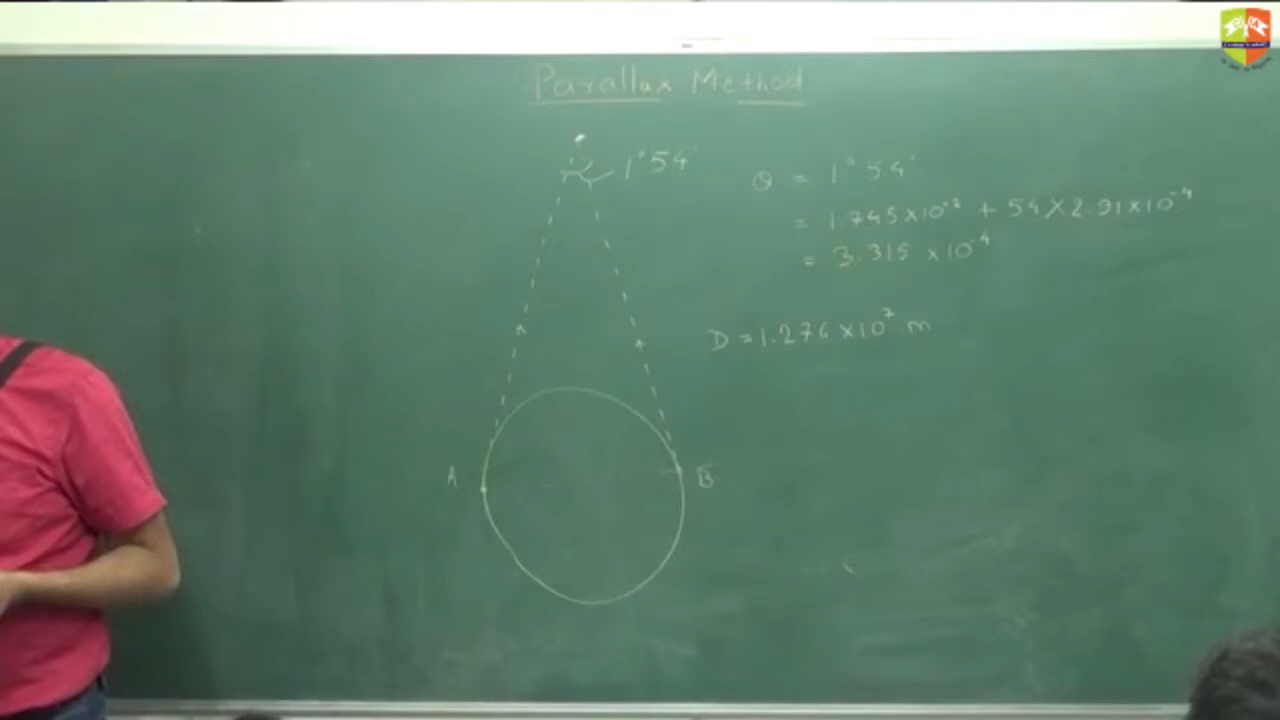 Parallax Method
1°54'
θ = 1°54'
= 1.745×10⁻² + 54×2.91×10⁻⁴
= 3.315 ×10⁻⁴
D = 1.276×10⁷ m
A
B